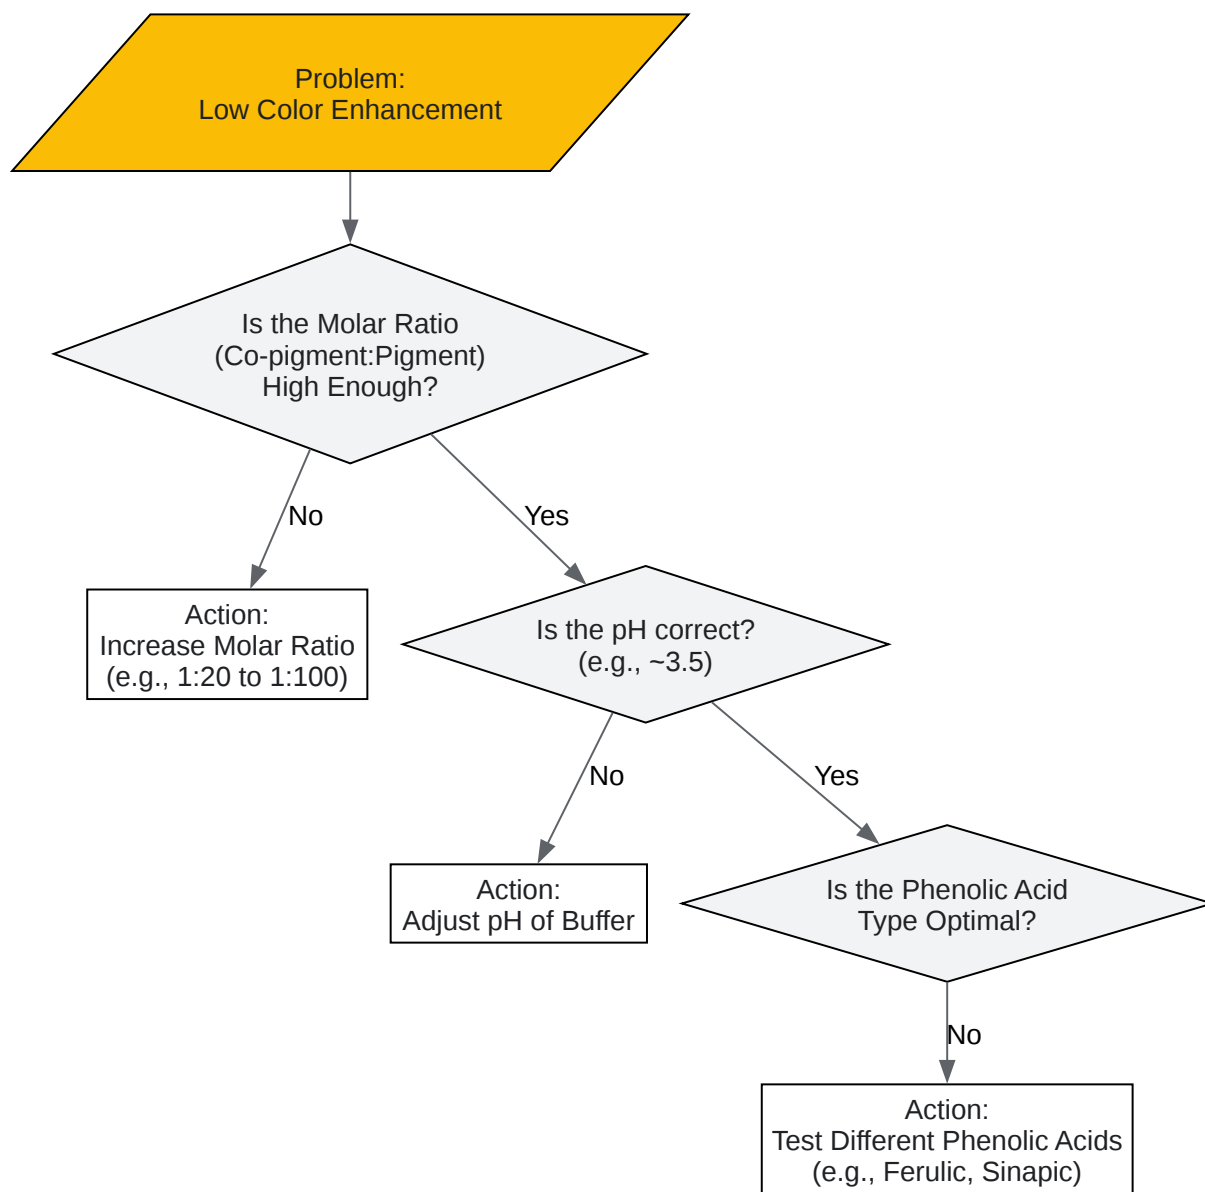 Problem:
Low Color Enhancement
Is the Molar Ratio
(Co-pigment:Pigment)
High Enough?
No
Yes
Action:
Increase Molar Ratio
(e.g., 1:20 to 1:100)
Is the pH correct?
(e.g., ~3.5)
No
Yes
Action:
Adjust pH of Buffer
Is the Phenolic Acid
Type Optimal?
No
Action:
Test Different Phenolic Acids
(e.g., Ferulic, Sinapic)